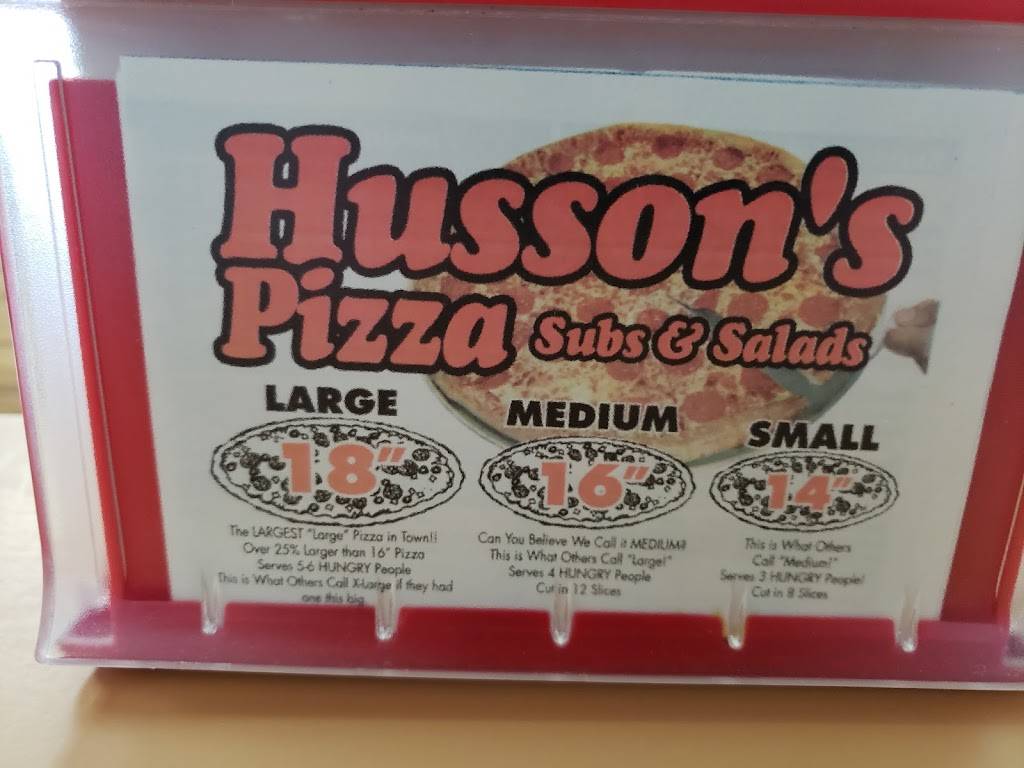 Husson's
Pizza Subs & Salads
LARGE
18"
The LARGEST "Large" Pizza in Town!!
Over 25% Larger than 16" Pizza
Serves 5-6 HUNGRY People
This is What Others Call X-Large if they had
one this big
MEDIUM
16"
Can You Believe We Call it MEDIUM?
This is What Others Call "Large!"
Serves 4 HUNGRY People
Cut in 12 Slices
SMALL
14"
This is What Others
Call "Medium!"
Serves 3 HUNGRY People!
Cut in 8 Slices